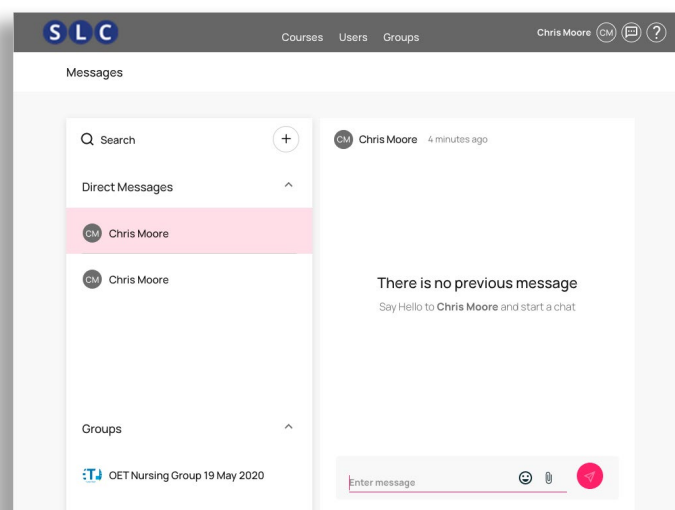 SLC
Courses Users Groups
Chris Moore CM ?
Messages
Search +
Direct Messages
CM Chris Moore
CM Chris Moore
Groups
OET Nursing Group 19 May 2020
CM Chris Moore 4 minutes ago
There is no previous message
Say Hello to Chris Moore and start a chat
Enter message